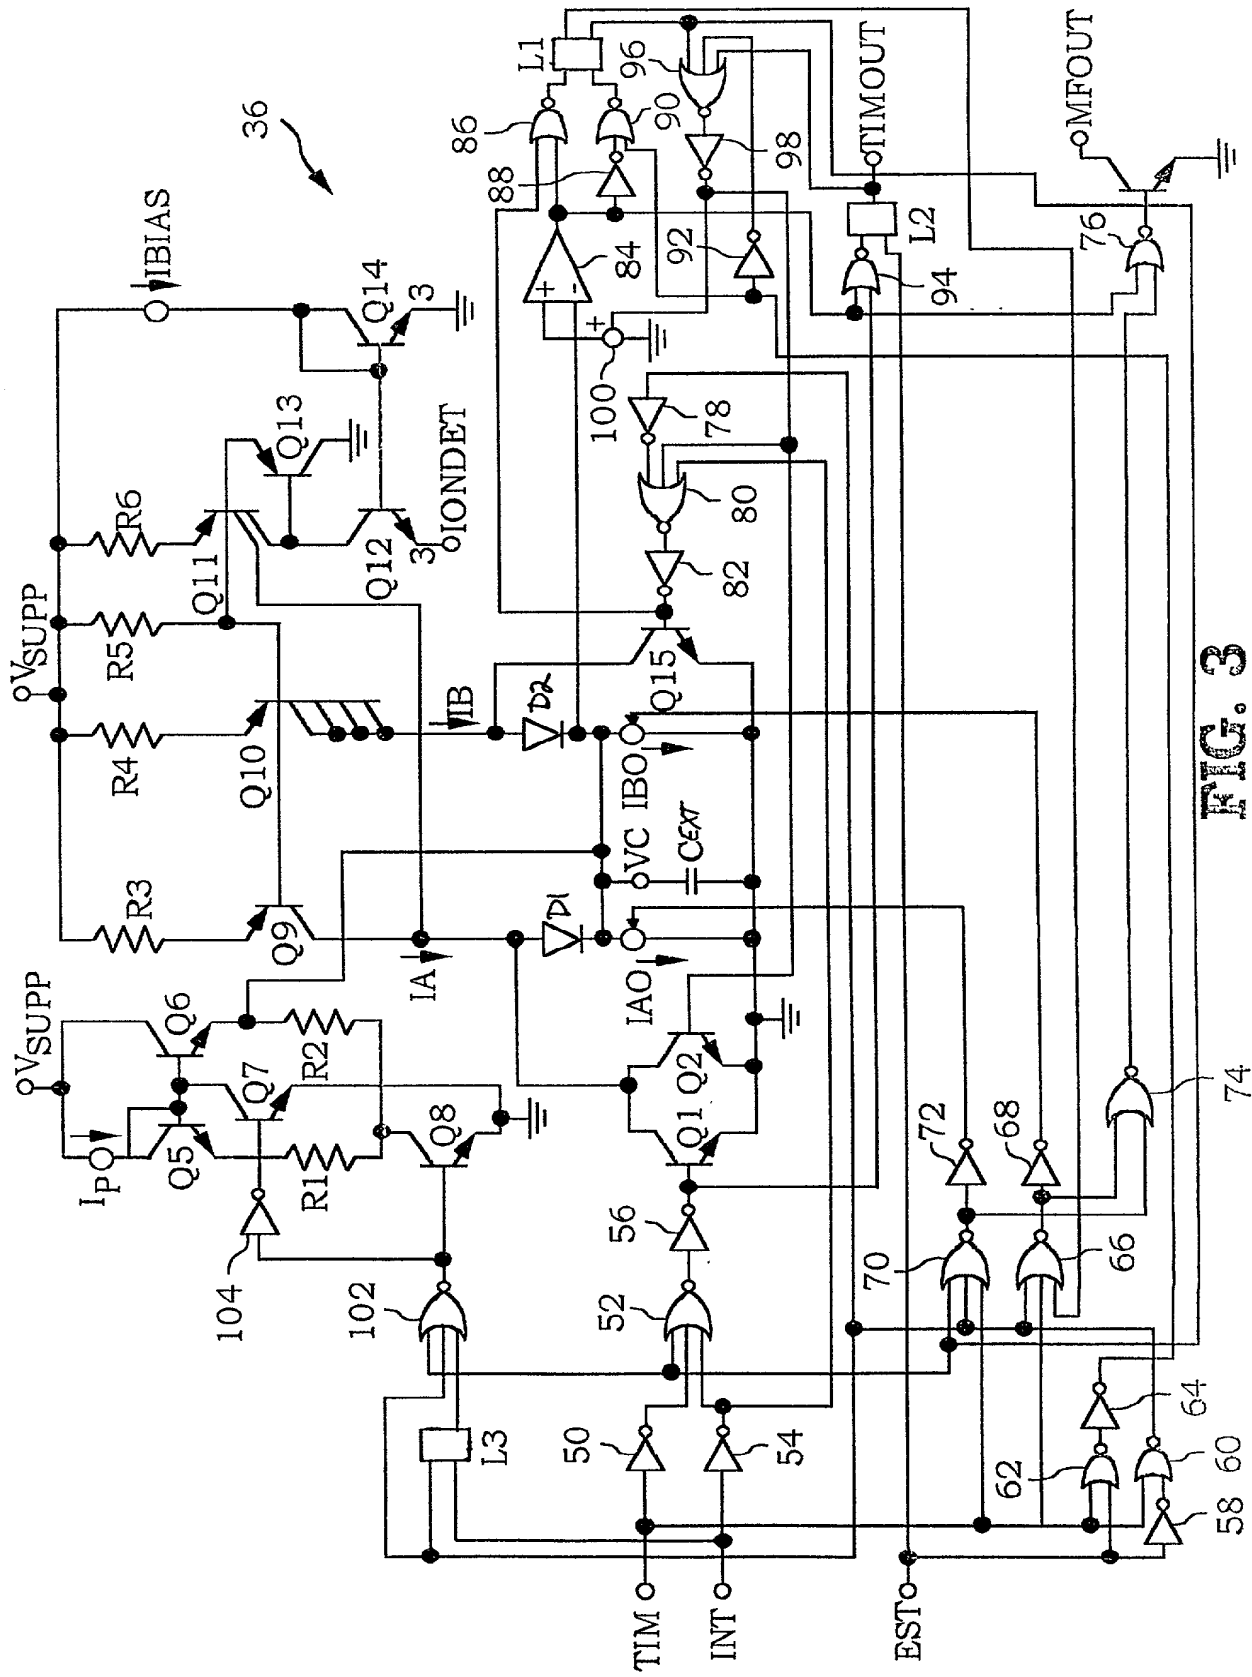 36
IBIAS
VSUPP
R6
R5
R4
R3
Q11
Q13
Q14
3
Q12
3
IONDET
Q10
Q9
VSUPP
IP
Q5
Q6
Q7
R2
R1
Q8
104
102
L3
IA
IB
D1
D2
IAO
IBO
VC
CEXT
Q15
Q1
Q2
L1
86
88
90
84
92
96
98
100
TIMOUT
L2
94
MFOUT
76
78
80
82
56
52
50
54
72
70
68
66
74
64
62
60
58
TIM
INT
EST
FIG. 3